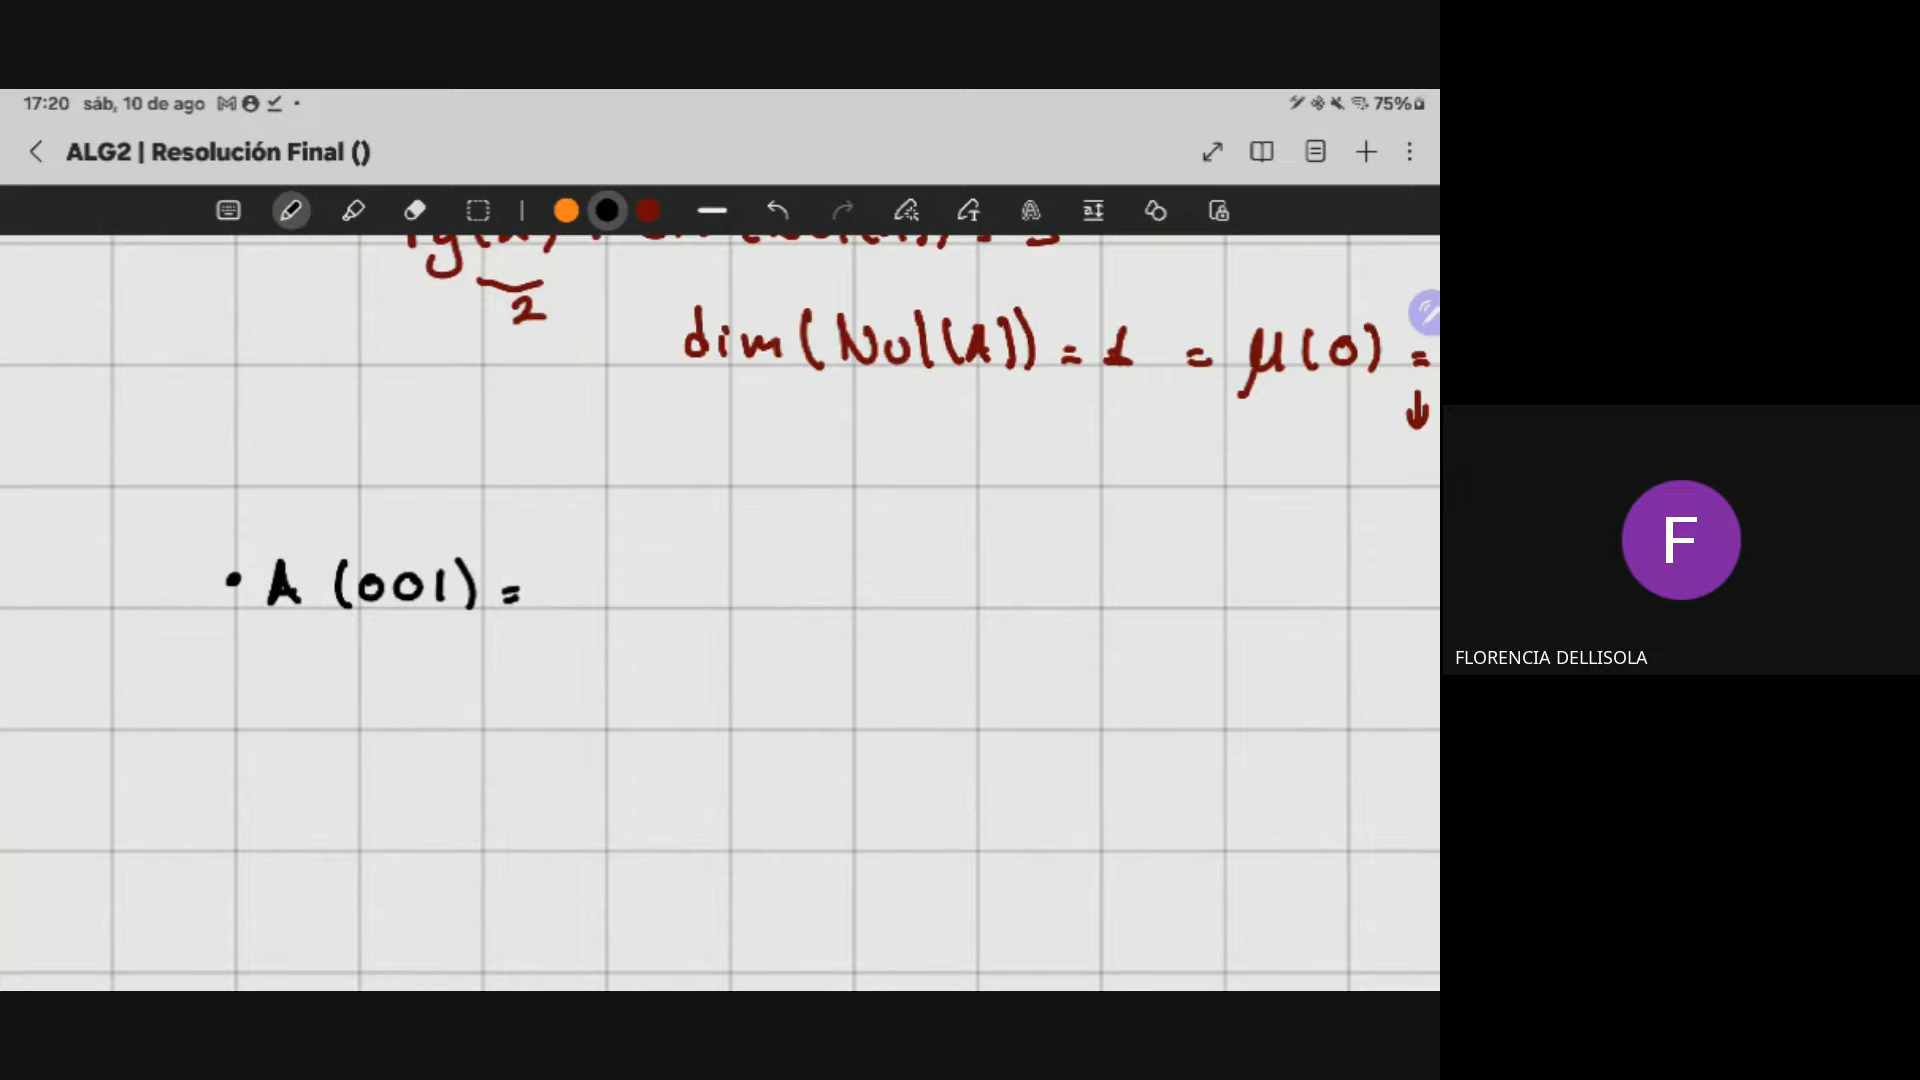 17:20 sáb, 10 de ago 75%
ALG2 | Resolución Final ()
2
dim(Nul(A)) = 1 = μ(0) =
↓
• A (001) =
F
FLORENCIA DELLISOLA